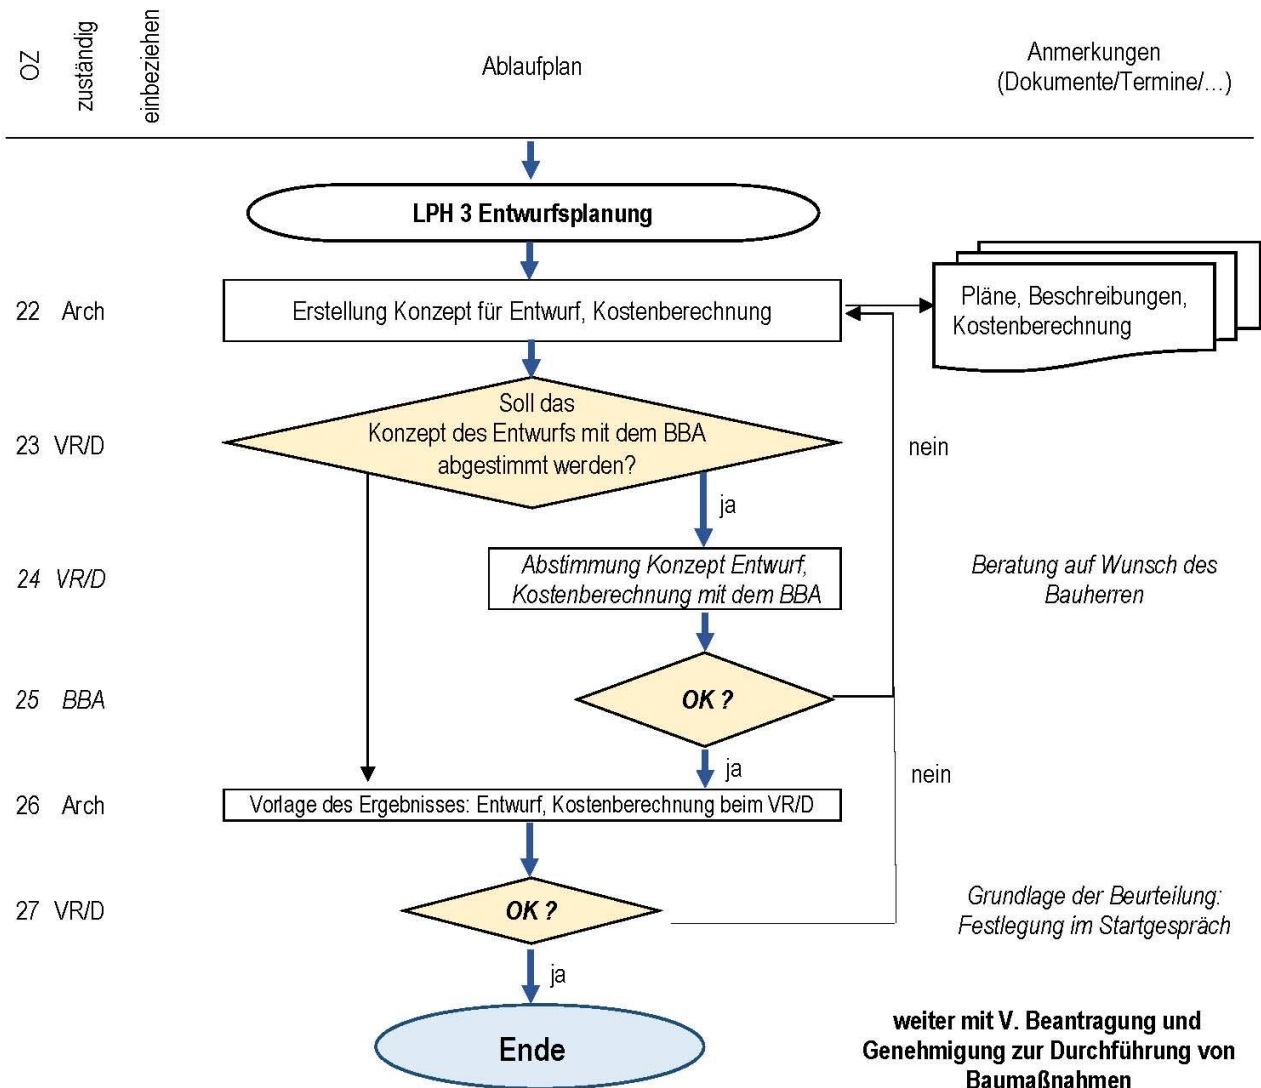 OZ
zuständig
einbeziehen
Ablaufplan
Anmerkungen
(Dokumente/Termine/…)
LPH 3 Entwurfsplanung
22 Arch
Erstellung Konzept für Entwurf, Kostenberechnung
Pläne, Beschreibungen,
Kostenberechnung
23 VR/D
Soll das
Konzept des Entwurfs mit dem BBA
abgestimmt werden?
nein
ja
24 VR/D
Abstimmung Konzept Entwurf,
Kostenberechnung mit dem BBA
Beratung auf Wunsch des
Bauherren
25 BBA
OK ?
ja
nein
26 Arch
Vorlage des Ergebnisses: Entwurf, Kostenberechnung beim VR/D
27 VR/D
OK ?
Grundlage der Beurteilung:
Festlegung im Startgespräch
ja
Ende
weiter mit V. Beantragung und
Genehmigung zur Durchführung von
Baumaßnahmen